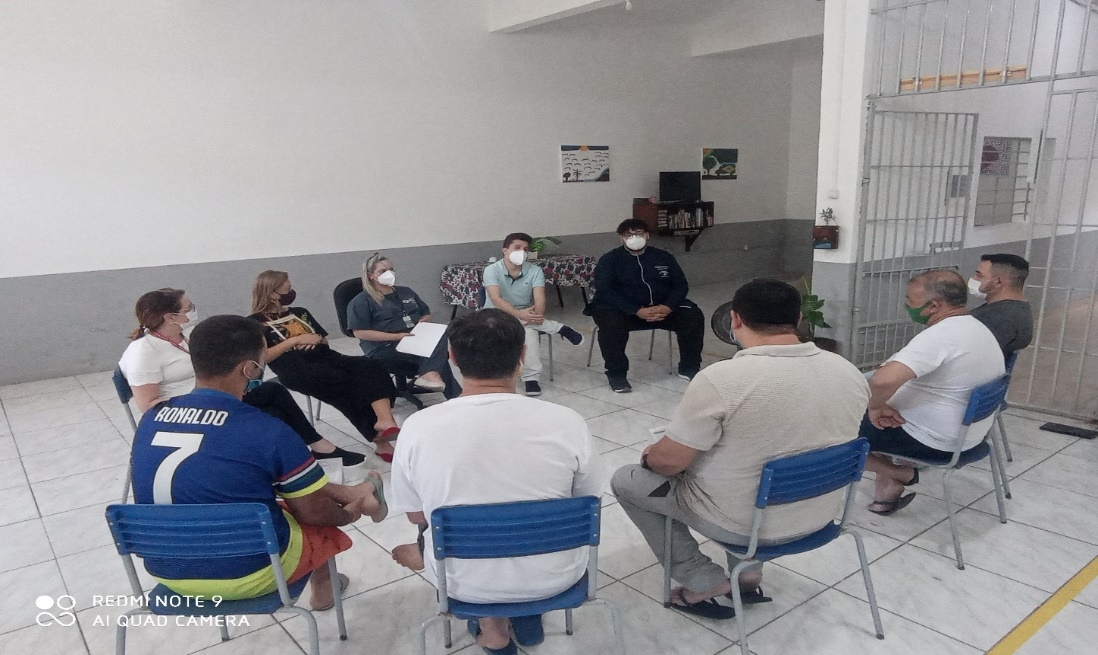 RONALDO
7
REDMI NOTE 9
AI QUAD CAMERA